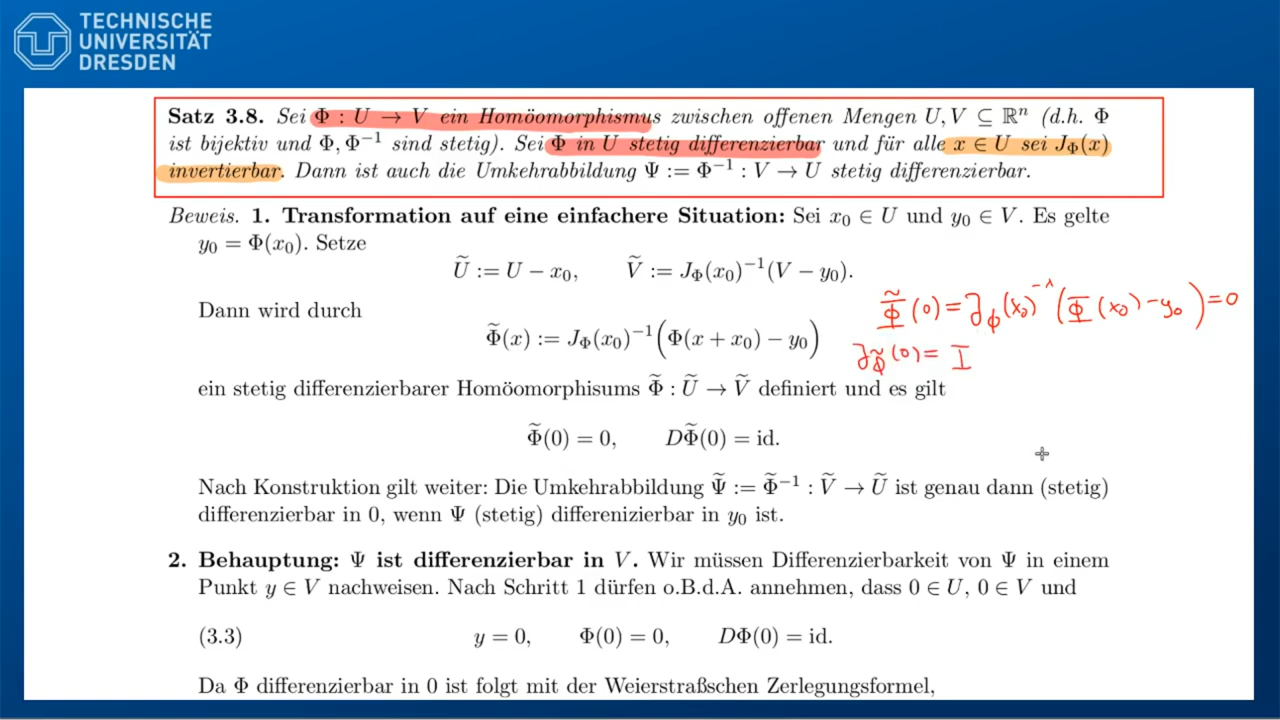 TECHNISCHE
UNIVERSITÄT
DRESDEN
Satz 3.8. Sei Φ : U → V ein Homöomorphismus zwischen offenen Mengen U, V ⊆ ℝⁿ (d.h. Φ
ist bijektiv und Φ, Φ⁻¹ sind stetig). Sei Φ in U stetig differenzierbar und für alle x ∈ U sei J_Φ(x)
invertierbar. Dann ist auch die Umkehrabbildung Ψ := Φ⁻¹ : V → U stetig differenzierbar.
Beweis. 1. Transformation auf eine einfachere Situation: Sei x₀ ∈ U und y₀ ∈ V. Es gelte
y₀ = Φ(x₀). Setze
Ũ := U − x₀, Ṽ := J_Φ(x₀)⁻¹(V − y₀).
Dann wird durch
Φ̃(0) = J_Φ(x₀)⁻¹(Φ(x₀) − y₀) = 0
Φ̃(x) := J_Φ(x₀)⁻¹(Φ(x + x₀) − y₀)
J_Φ̃(0) = I
ein stetig differenzierbarer Homöomorphisums Φ̃ : Ũ → Ṽ definiert und es gilt
Φ̃(0) = 0, DΦ̃(0) = id.
Nach Konstruktion gilt weiter: Die Umkehrabbildung Ψ̃ := Φ̃⁻¹ : Ṽ → Ũ ist genau dann (stetig)
differenzierbar in 0, wenn Ψ (stetig) differenizierbar in y₀ ist.
2. Behauptung: Ψ ist differenzierbar in V. Wir müssen Differenzierbarkeit von Ψ in einem
Punkt y ∈ V nachweisen. Nach Schritt 1 dürfen o.B.d.A. annehmen, dass 0 ∈ U, 0 ∈ V und
(3.3) y = 0, Φ(0) = 0, DΦ(0) = id.
Da Φ differenzierbar in 0 ist folgt mit der Weierstraßschen Zerlegungsformel,